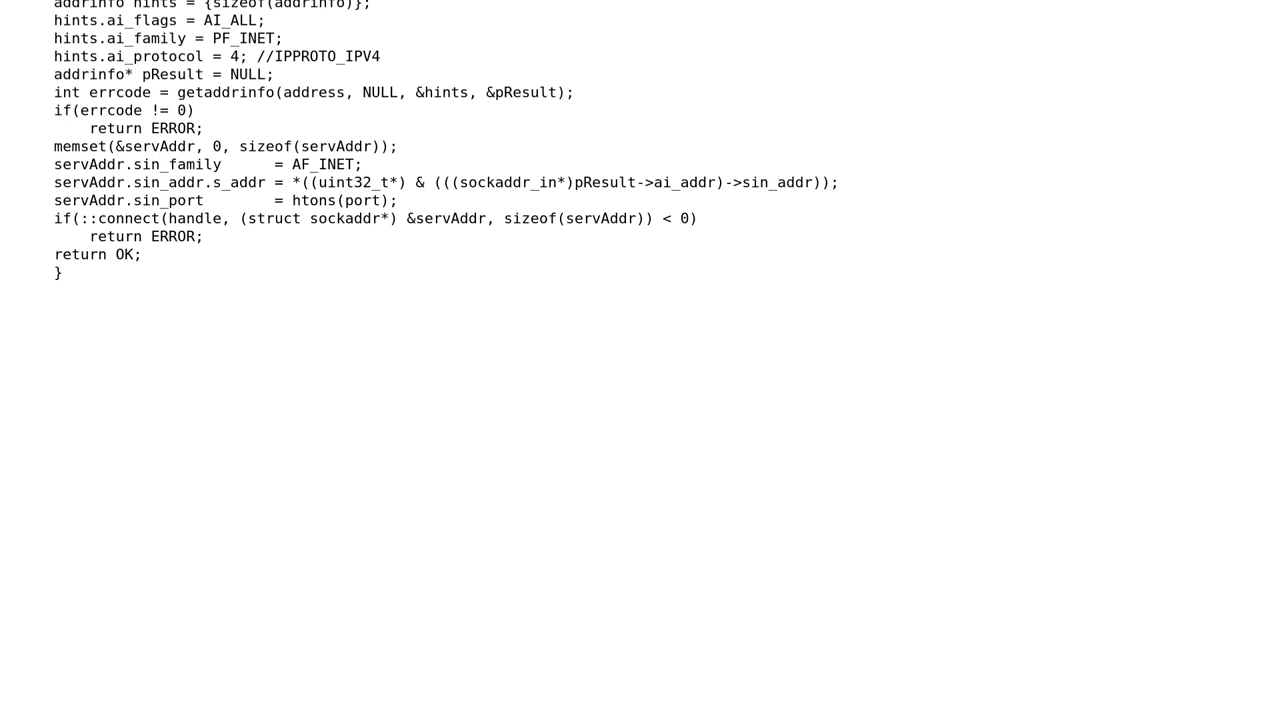 addrinfo hints = {sizeof(addrinfo)};
hints.ai_flags = AI_ALL;
hints.ai_family = PF_INET;
hints.ai_protocol = 4; //IPPROTO_IPV4
addrinfo* pResult = NULL;
int errcode = getaddrinfo(address, NULL, &hints, &pResult);
if(errcode != 0)
    return ERROR;
memset(&servAddr, 0, sizeof(servAddr));
servAddr.sin_family      = AF_INET;
servAddr.sin_addr.s_addr = *((uint32_t*) & (((sockaddr_in*)pResult->ai_addr)->sin_addr));
servAddr.sin_port        = htons(port);
if(::connect(handle, (struct sockaddr*) &servAddr, sizeof(servAddr)) < 0)
    return ERROR;
return OK;
}